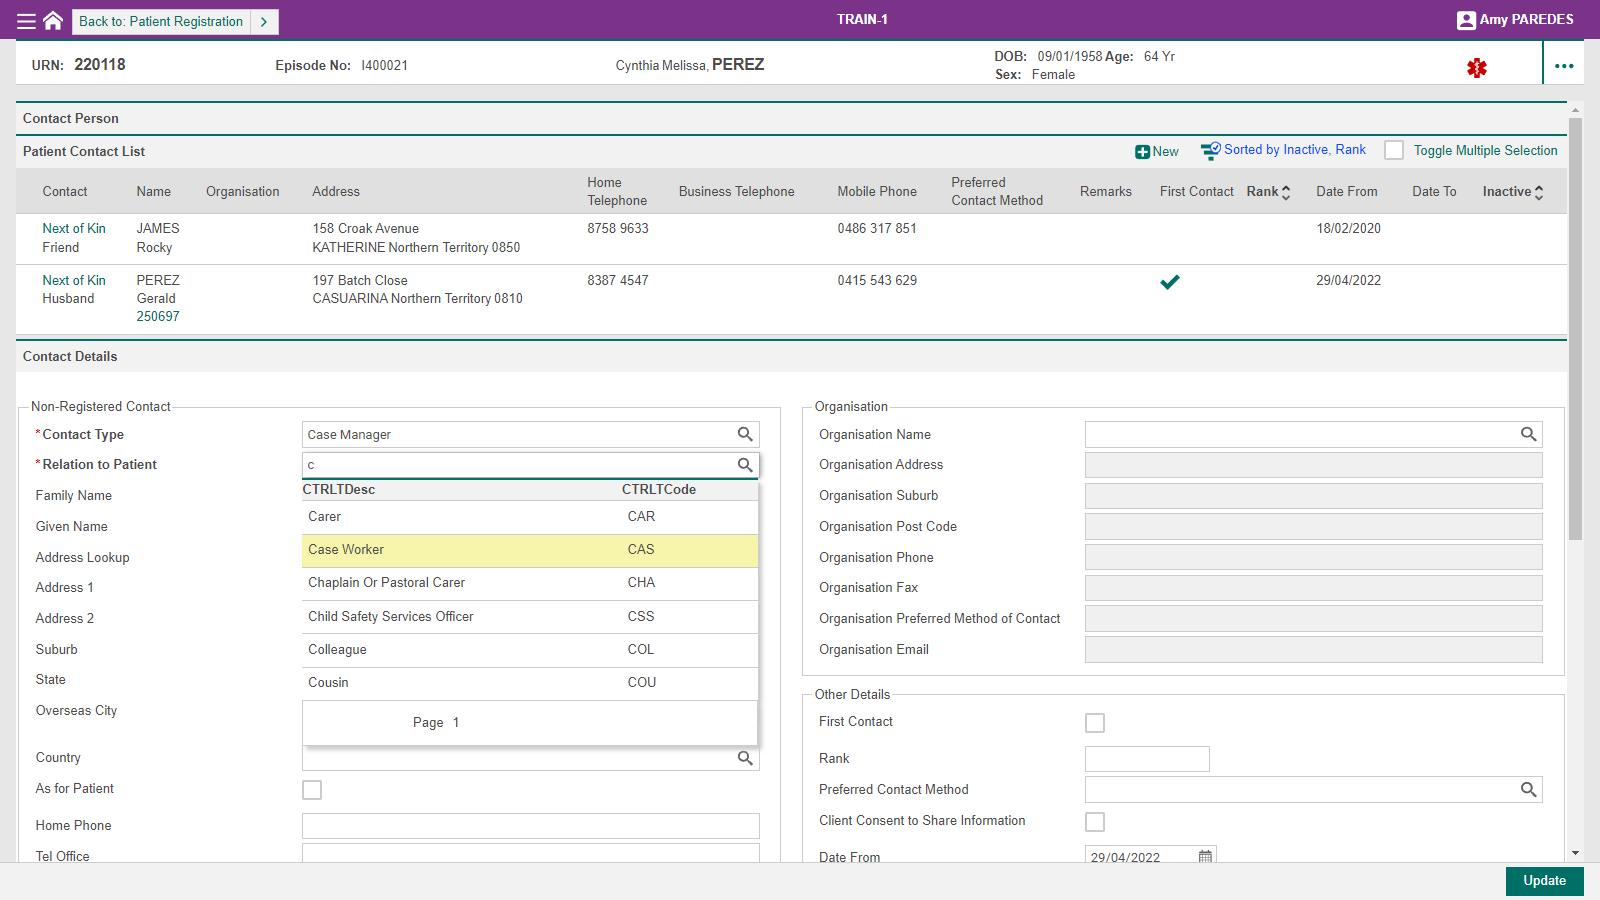 Back to: Patient Registration
TRAIN-1
Amy PAREDES
URN: 220118
Episode No: I400021
Cynthia Melissa, PEREZ
DOB: 09/01/1958 Age: 64 Yr
Sex: Female
Contact Person
Patient Contact List
New
Sorted by Inactive, Rank
Toggle Multiple Selection
Contact Name Organisation Address Home Telephone Business Telephone Mobile Phone Preferred Contact Method Remarks First Contact Rank Date From Date To Inactive
Next of Kin JAMES 158 Croak Avenue 8758 9633 0486 317 851 18/02/2020
Friend Rocky KATHERINE Northern Territory 0850
Next of Kin PEREZ 197 Batch Close 8387 4547 0415 543 629 29/04/2022
Husband Gerald CASUARINA Northern Territory 0810
250697
Contact Details
Non-Registered Contact
*Contact Type Case Manager
*Relation to Patient c
CTRLTDesc CTRLTCode
Carer CAR
Case Worker CAS
Chaplain Or Pastoral Carer CHA
Child Safety Services Officer CSS
Colleague COL
Cousin COU
Page 1
Family Name
Given Name
Address Lookup
Address 1
Address 2
Suburb
State
Overseas City
Country
As for Patient
Home Phone
Tel Office
Organisation
Organisation Name
Organisation Address
Organisation Suburb
Organisation Post Code
Organisation Phone
Organisation Fax
Organisation Preferred Method of Contact
Organisation Email
Other Details
First Contact
Rank
Preferred Contact Method
Client Consent to Share Information
Date From 29/04/2022
Update